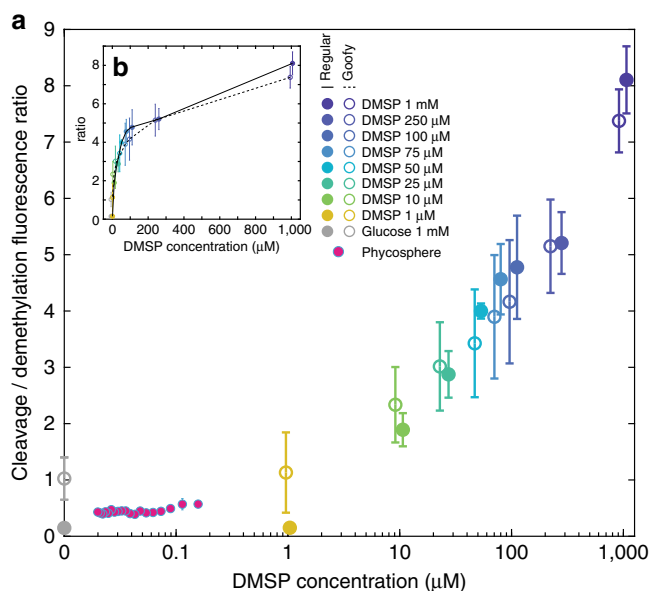 a
9
8
7
6
5
4
3
2
1
0
Cleavage / demethylation fluorescence ratio
0
0.1
1
10
100
1,000
DMSP concentration (µM)
b
8
6
4
2
0
ratio
0 200 400 600 800 1,000
DMSP concentration (µM)
Regular
Goofy
DMSP 1 mM
DMSP 250 µM
DMSP 100 µM
DMSP 75 µM
DMSP 50 µM
DMSP 25 µM
DMSP 10 µM
DMSP 1 µM
Glucose 1 mM
Phycosphere